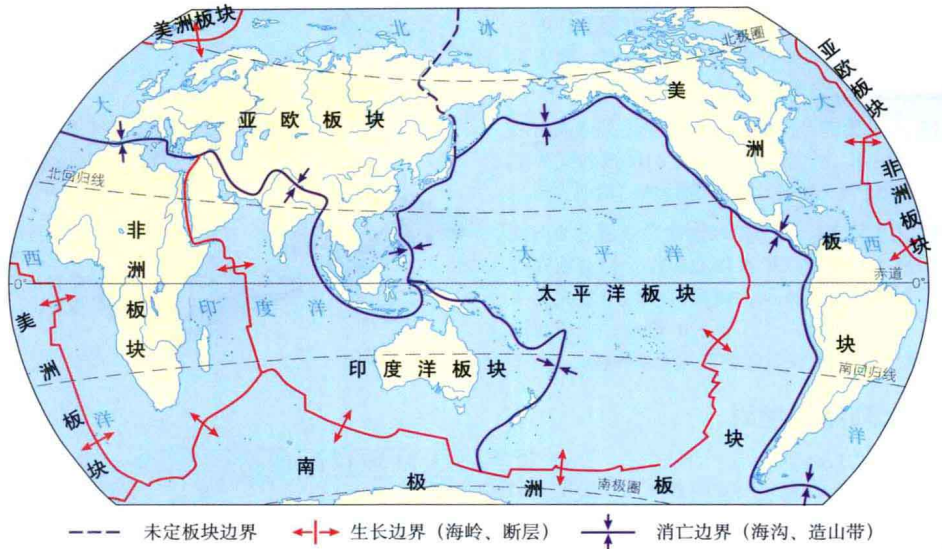 美洲板块
北冰洋
北极圈
亚欧板块
大
亚欧板块
美
大
洲
北回归线
非洲板块
非
洲
板
块
太平洋
板
西
西
赤道
0°
0°
印度洋
太平洋板块
美
洲
板
块
印度洋板块
块
南回归线
洋
洋
块
南
极
洲
板
南极圈
未定板块边界
生长边界（海岭、断层）
消亡边界（海沟、造山带）